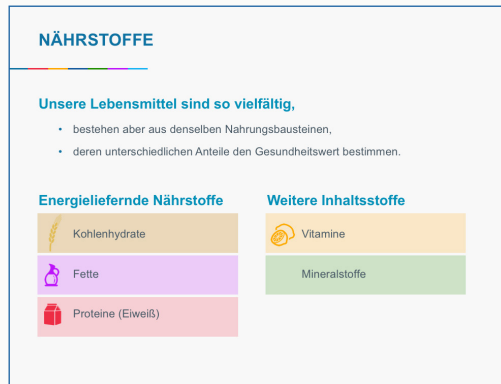 NÄHRSTOFFE
Unsere Lebensmittel sind so vielfältig,
• bestehen aber aus denselben Nahrungsbausteinen,
• deren unterschiedlichen Anteile den Gesundheitswert bestimmen.
Energieliefernde Nährstoffe
Kohlenhydrate
Fette
Proteine (Eiweiß)
Weitere Inhaltsstoffe
Vitamine
Mineralstoffe